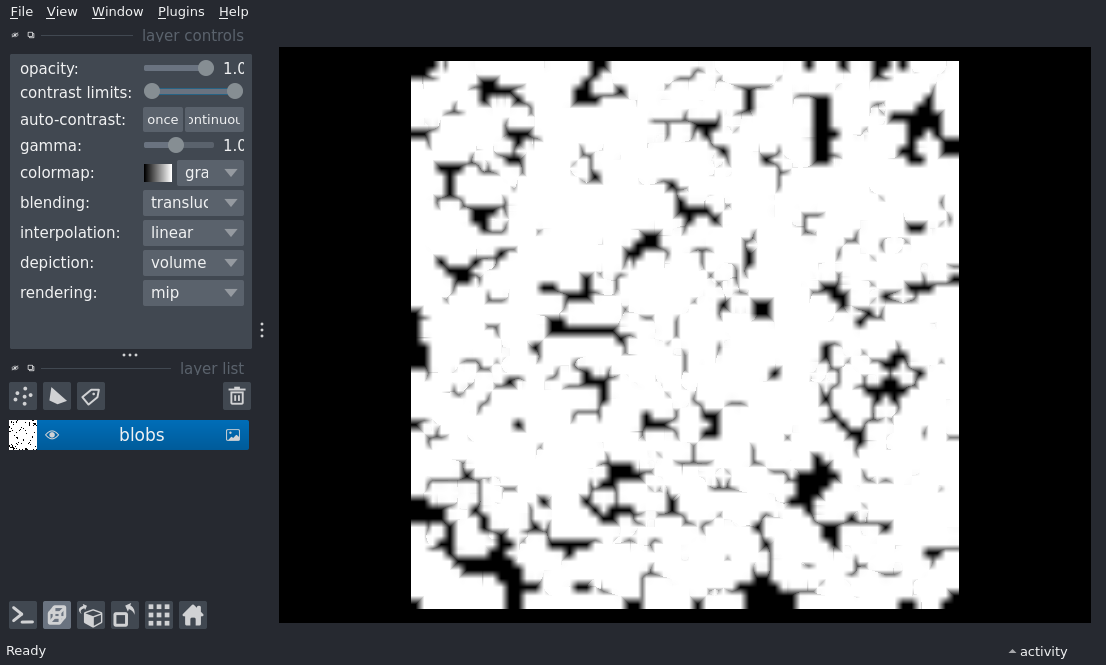 File View Window Plugins Help
layer controls
opacity: 1.0
contrast limits:
auto-contrast: once ontinuou
gamma: 1.0
colormap: gra
blending: transluc
interpolation: linear
depiction: volume
rendering: mip
layer list
blobs
Ready
activity